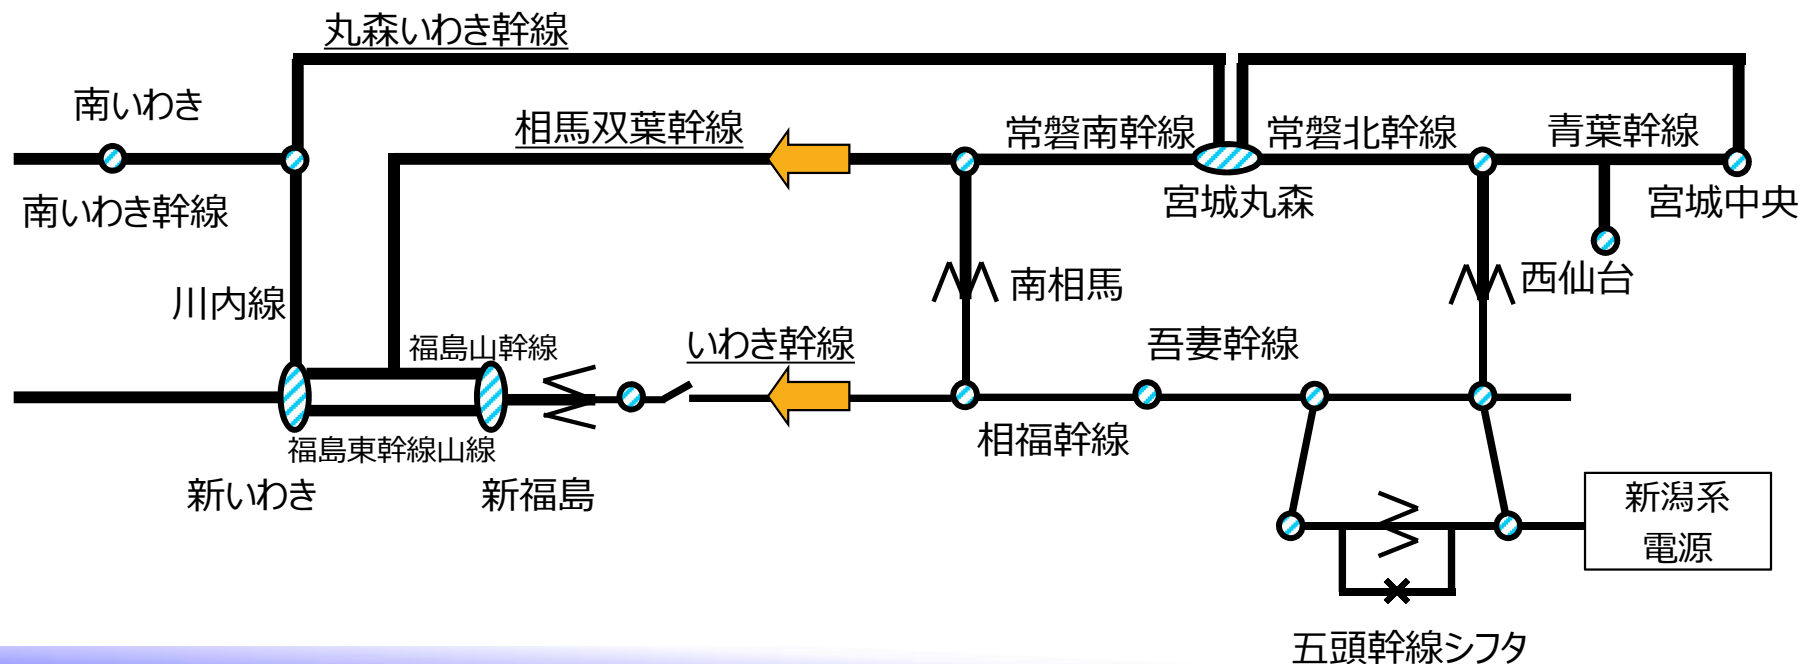 丸森いわき幹線
南いわき
相馬双葉幹線
常磐南幹線
常磐北幹線
青葉幹線
南いわき幹線
宮城丸森
宮城中央
川内線
南相馬
西仙台
福島山幹線
いわき幹線
吾妻幹線
福島東幹線山線
相福幹線
新いわき
新福島
新潟系
電源
五頭幹線シフタ